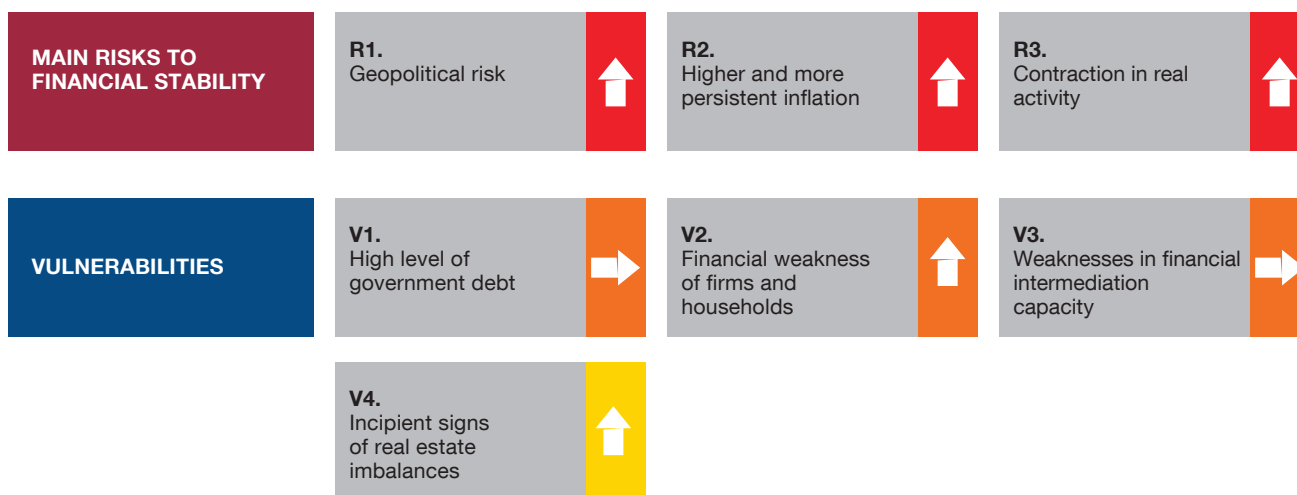 MAIN RISKS TO
FINANCIAL STABILITY
R1.
Geopolitical risk
R2.
Higher and more
persistent inflation
R3.
Contraction in real
activity
VULNERABILITIES
V1.
High level of
government debt
V2.
Financial weakness
of firms and
households
V3.
Weaknesses in financial
intermediation
capacity
V4.
Incipient signs
of real estate
imbalances